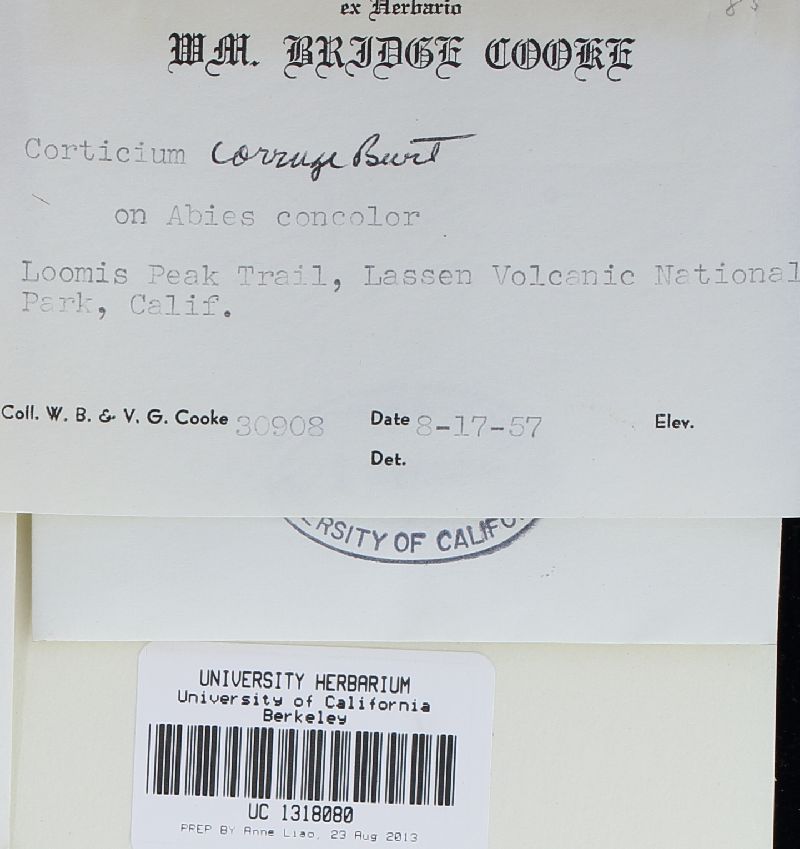 ex Herbario
WM. BRIDGE COOKE
Corticium corruge Burt
on Abies concolor
Loomis Peak Trail, Lassen Volcanic National
Park, Calif.
Coll. W. B. & V. G. Cooke 30908 Date 8-17-57 Elev.
Det.
RSITY OF CALIFO
UNIVERSITY HERBARIUM
University of California
Berkeley
UC 1318080
PREP BY Anne Liao, 23 Aug 2013